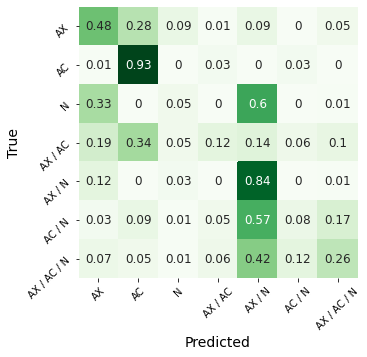 AX 0.48 0.28 0.09 0.01 0.09 0 0.05
AC 0.01 0.93 0 0.03 0 0.03 0
N 0.33 0 0.05 0 0.6 0 0.01
AX / AC 0.19 0.34 0.05 0.12 0.14 0.06 0.1
AX / N 0.12 0 0.03 0 0.84 0 0.01
AC / N 0.03 0.09 0.01 0.05 0.57 0.08 0.17
AX / AC / N 0.07 0.05 0.01 0.06 0.42 0.12 0.26
True
AX AC N AX / AC AX / N AC / N AX / AC / N
Predicted